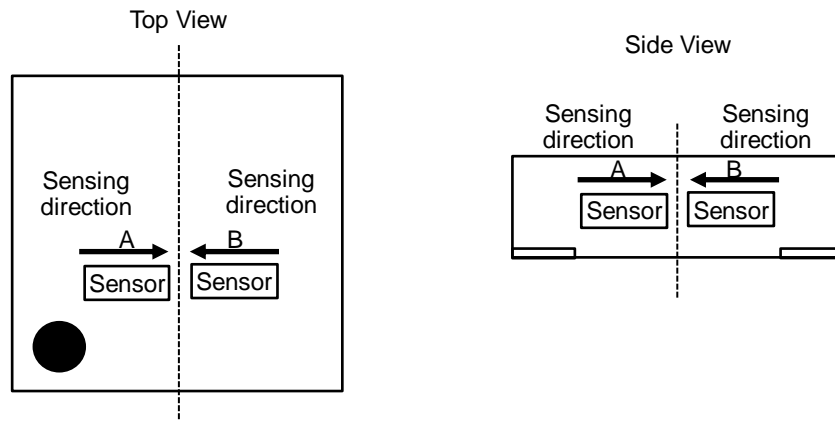 Top View
Sensing
direction
Sensing
direction
A
B
Sensor
Sensor
Side View
Sensing
direction
Sensing
direction
A
B
Sensor
Sensor